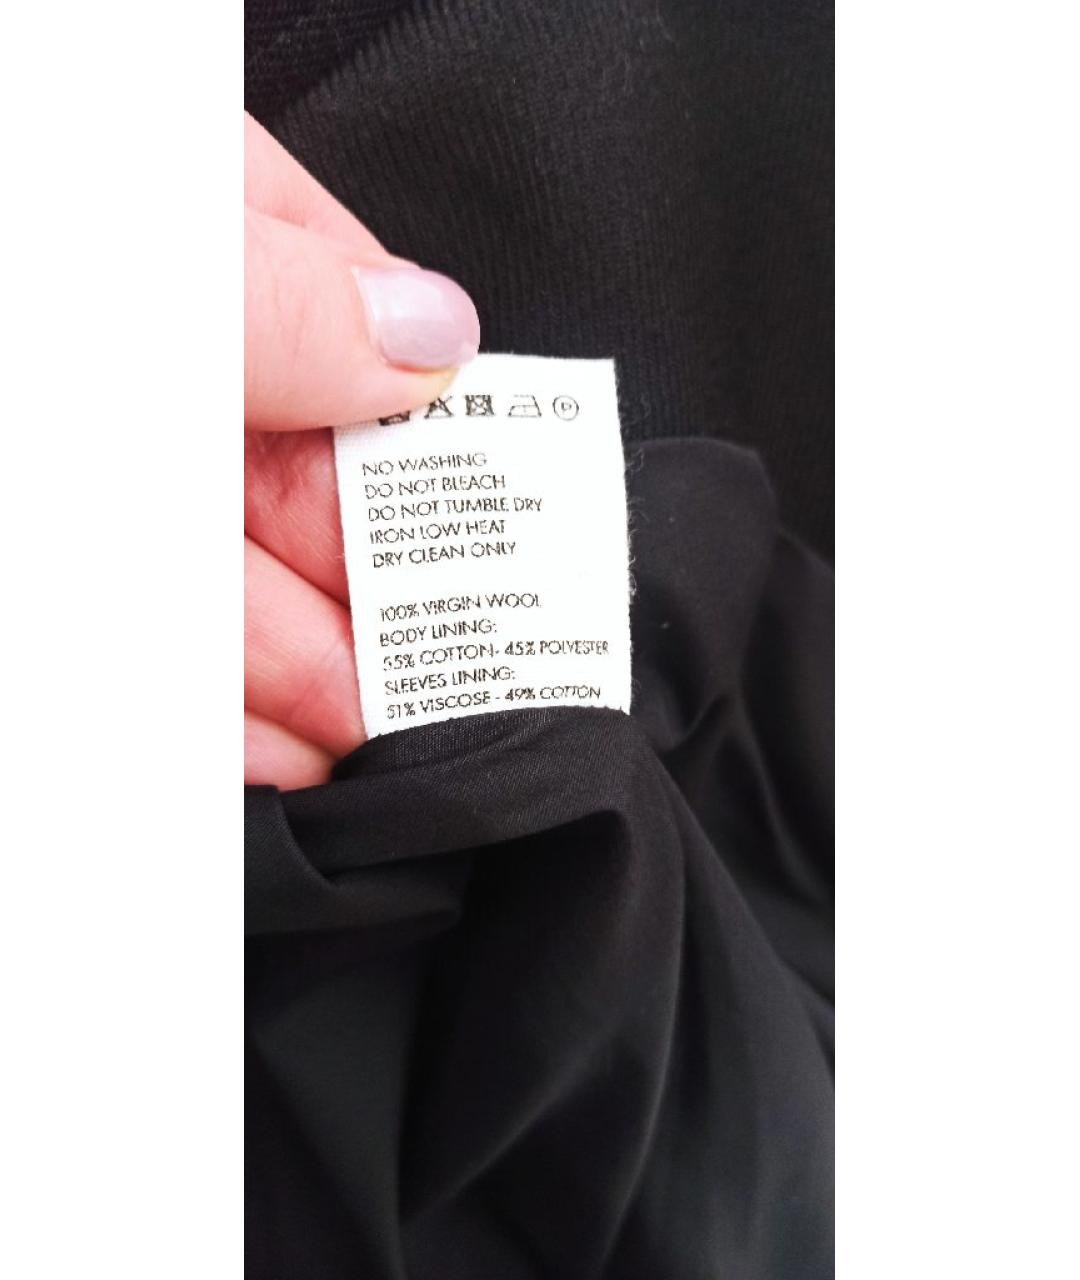 P
NO WASHING
DO NOT BLEACH
DO NOT TUMBLE DRY
IRON LOW HEAT
DRY CLEAN ONLY
100% VIRGIN WOOL
BODY LINING:
55% COTTON- 45% POLYESTER
SLEEVES LINING:
51% VISCOSE - 49% COTTON